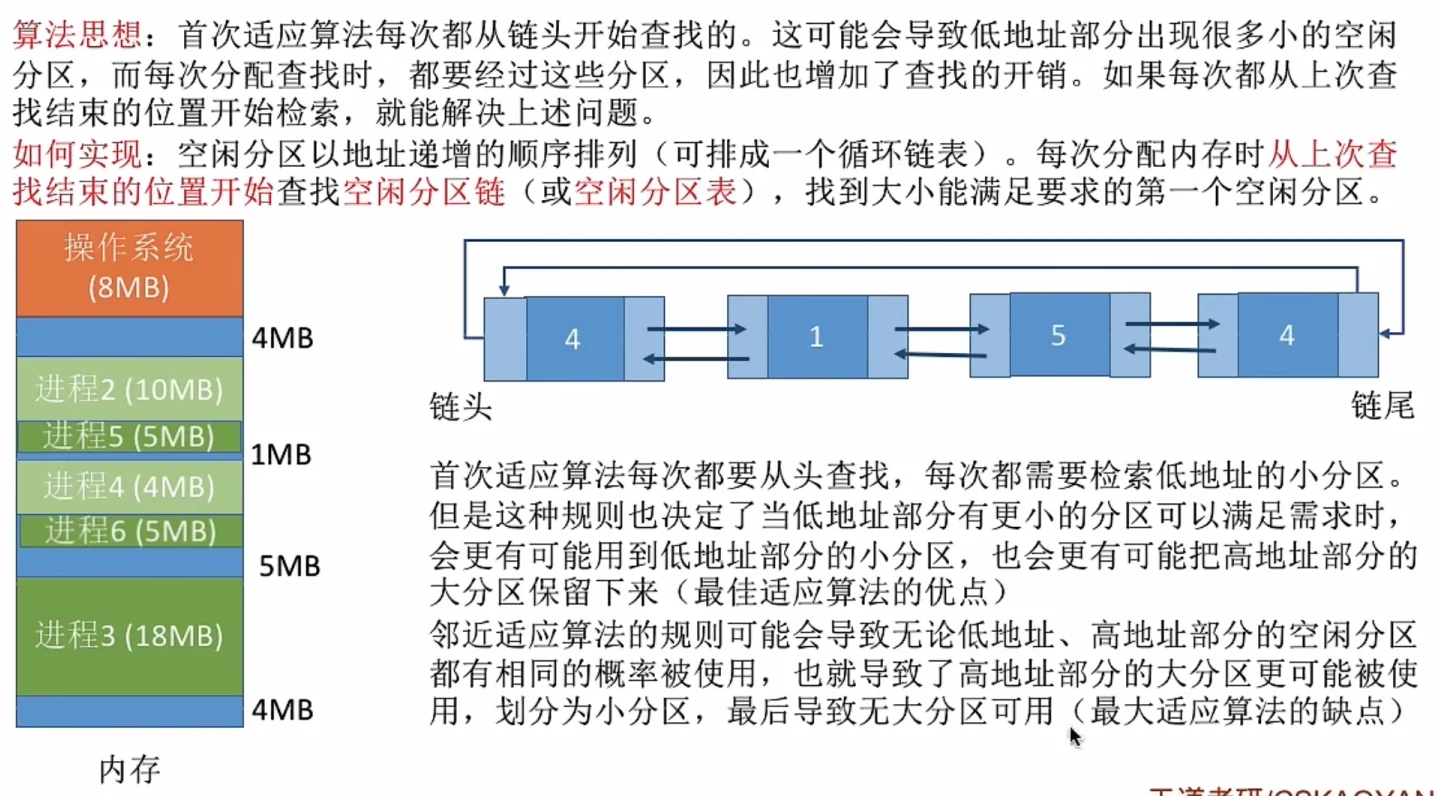 算法思想：首次适应算法每次都从链头开始查找的。这可能会导致低地址部分出现很多小的空闲
分区，而每次分配查找时，都要经过这些分区，因此也增加了查找的开销。如果每次都从上次查
找结束的位置开始检索，就能解决上述问题。
如何实现：空闲分区以地址递增的顺序排列（可排成一个循环链表）。每次分配内存时从上次查
找结束的位置开始查找空闲分区链（或空闲分区表），找到大小能满足要求的第一个空闲分区。
操作系统
(8MB)
4MB
进程2 (10MB)
进程5 (5MB)
1MB
进程4 (4MB)
进程6 (5MB)
5MB
进程3 (18MB)
4MB
内存
4
1
5
4
链头
链尾
首次适应算法每次都要从头查找，每次都需要检索低地址的小分区。
但是这种规则也决定了当低地址部分有更小的分区可以满足需求时，
会更有可能用到低地址部分的小分区，也会更有可能把高地址部分的
大分区保留下来（最佳适应算法的优点）
邻近适应算法的规则可能会导致无论低地址、高地址部分的空闲分区
都有相同的概率被使用，也就导致了高地址部分的大分区更可能被使
用，划分为小分区，最后导致无大分区可用（最大适应算法的缺点）
王道考研/CSKAOYAN